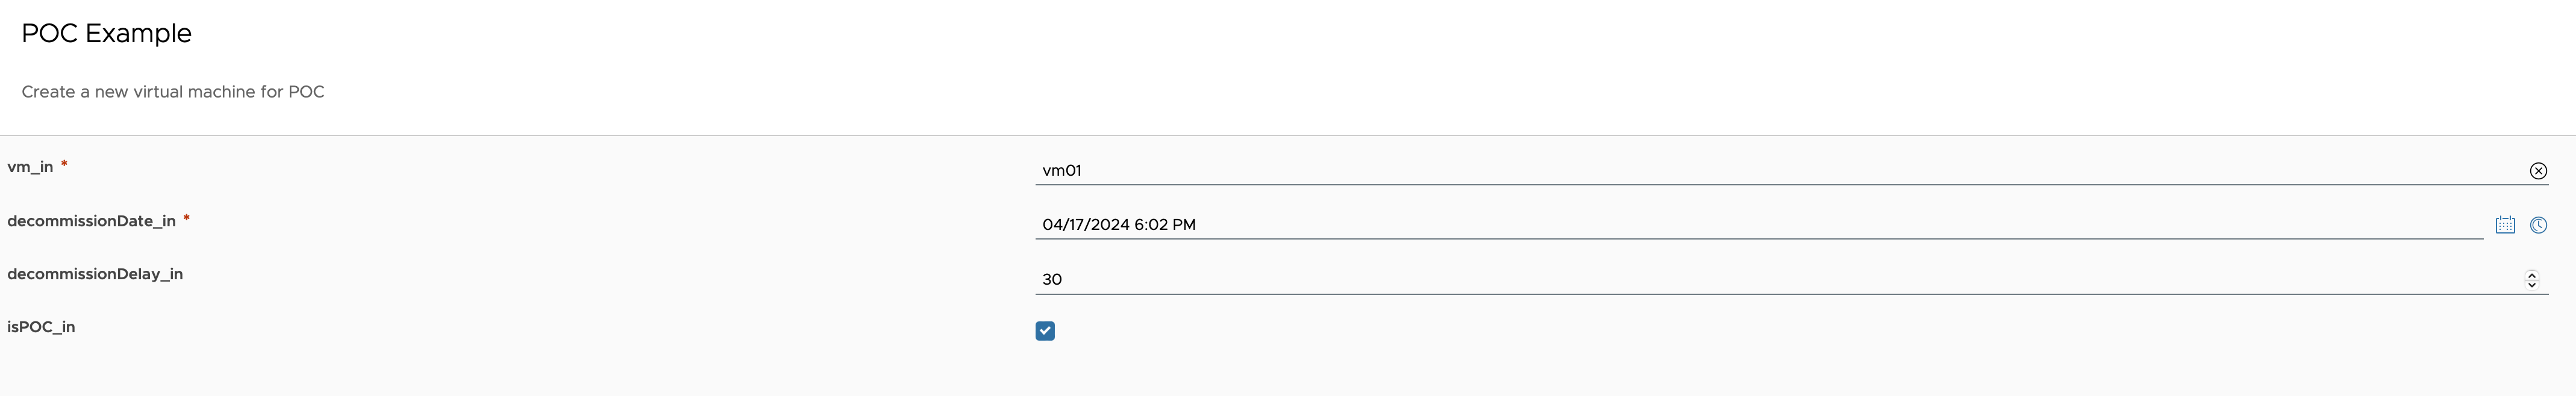 POC Example
Create a new virtual machine for POC
vm_in *
vm01
decommissionDate_in *
04/17/2024 6:02 PM
decommissionDelay_in
30
isPOC_in